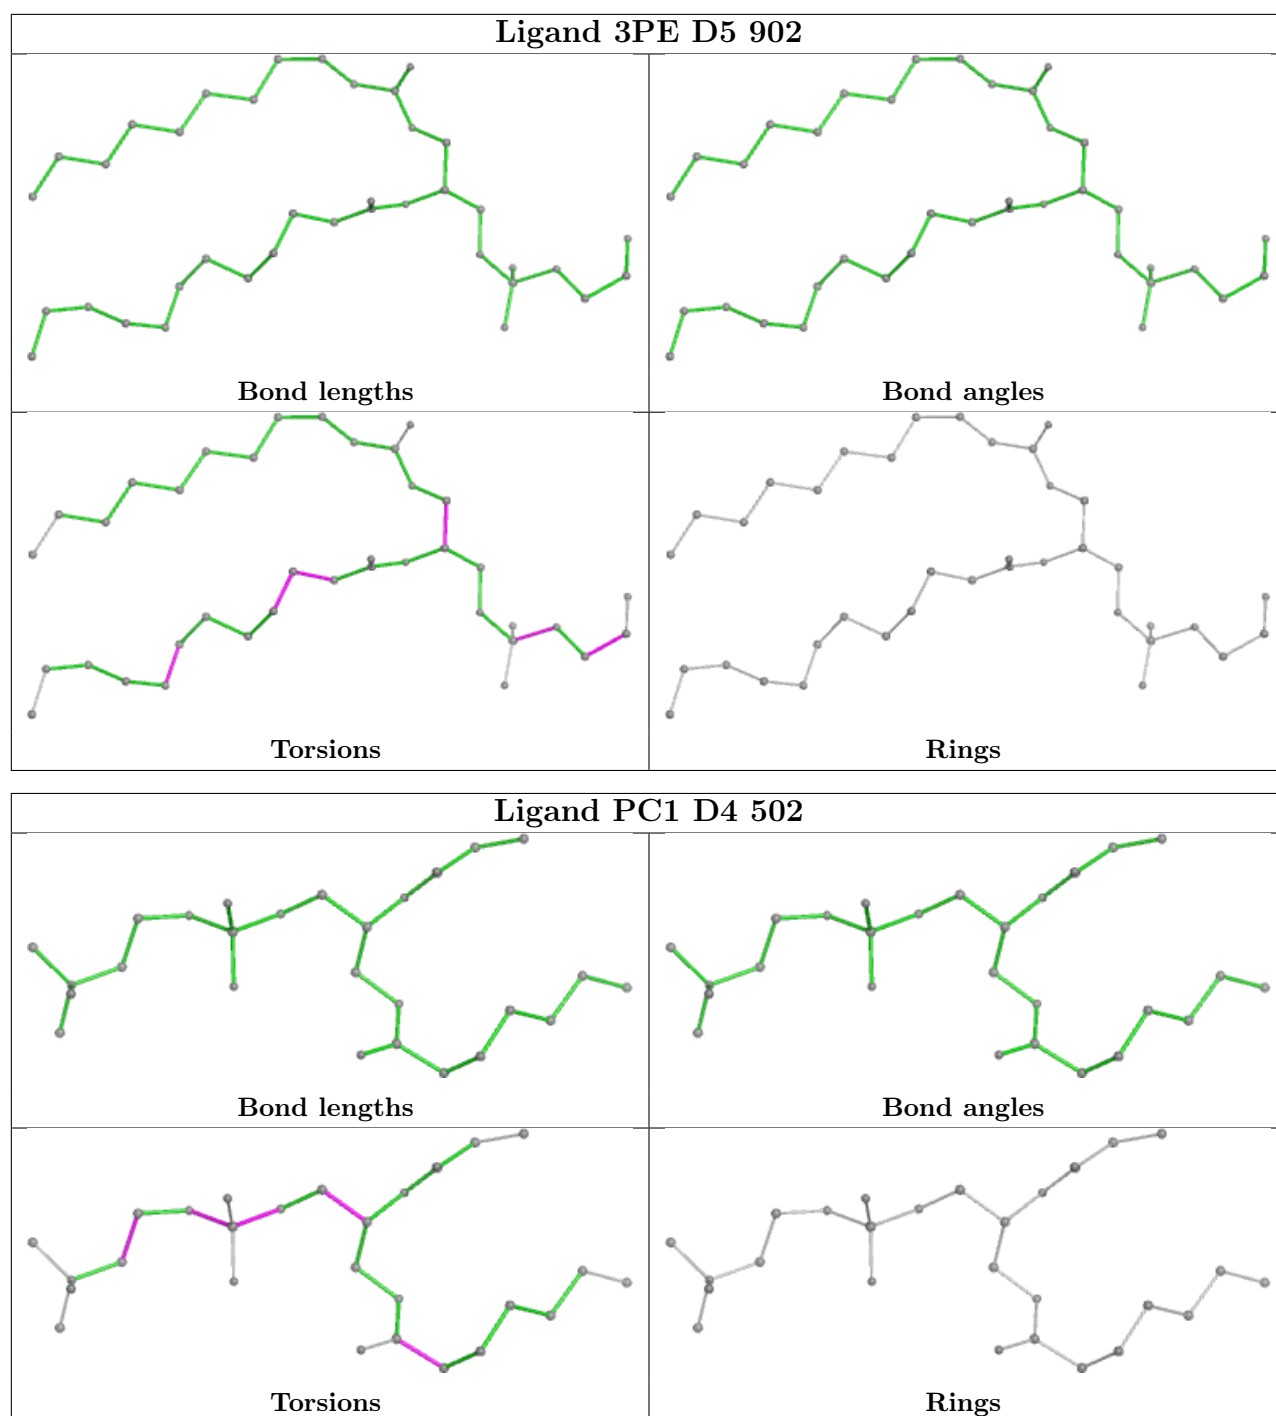 Ligand 3PE D5 902
Bond lengths
Bond angles
Torsions
Rings
Ligand PC1 D4 502
Bond lengths
Bond angles
Torsions
Rings